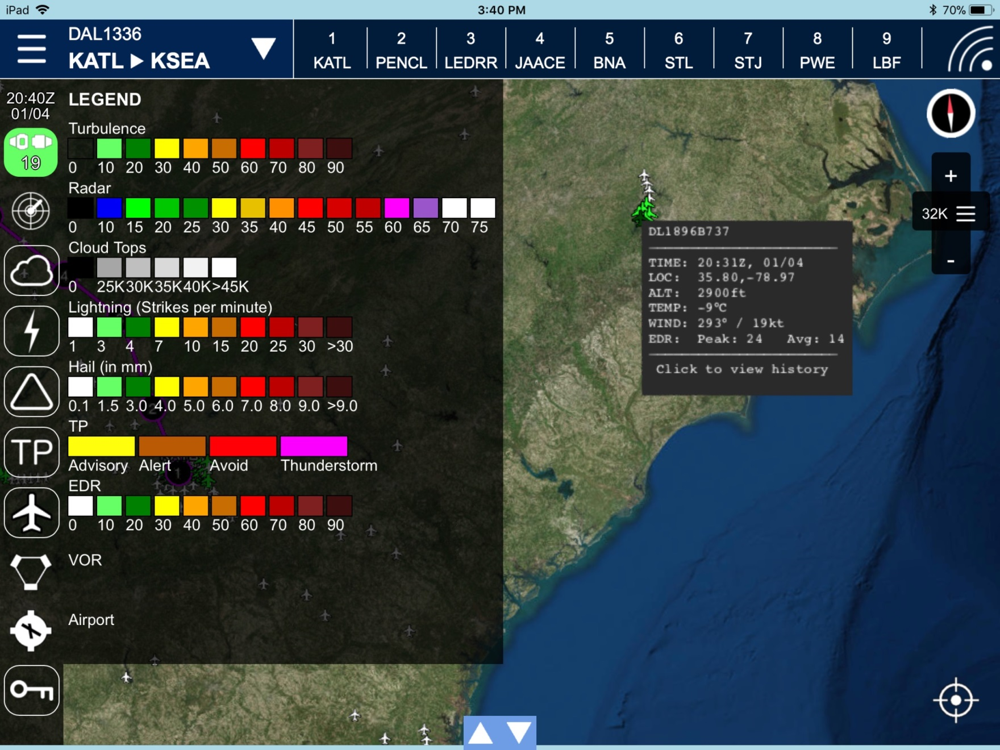 iPad 3:40 PM 70%
DAL1336
KATL ▶ KSEA
1 2 3 4 5 6 7 8 9
KATL PENCL LEDRR JAACE BNA STL STJ PWE LBF
20:40Z
01/04
19
LEGEND
Turbulence
0 10 20 30 40 50 60 70 80 90
Radar
0 10 15 20 25 30 35 40 45 50 55 60 65 70 75
Cloud Tops
4
0 25K 30K 35K 40K >45K
Lightning (Strikes per minute)
1 3 4 7 10 15 20 25 30 >30
Hail (in mm)
0.1 1.5 3.0 4.0 5.0 6.0 7.0 8.0 9.0 >9.0
2
TP
TP
Advisory Alert Avoid Thunderstorm
1
EDR
0 10 20 30 40 50 60 70 80 90
VOR
Airport
+
32K
-
DL1896B737
TIME: 20:31Z, 01/04
LOC: 35.80,-78.97
ALT: 2900ft
TEMP: -9°C
WIND: 293° / 19kt
EDR: Peak: 24 Avg: 14
Click to view history